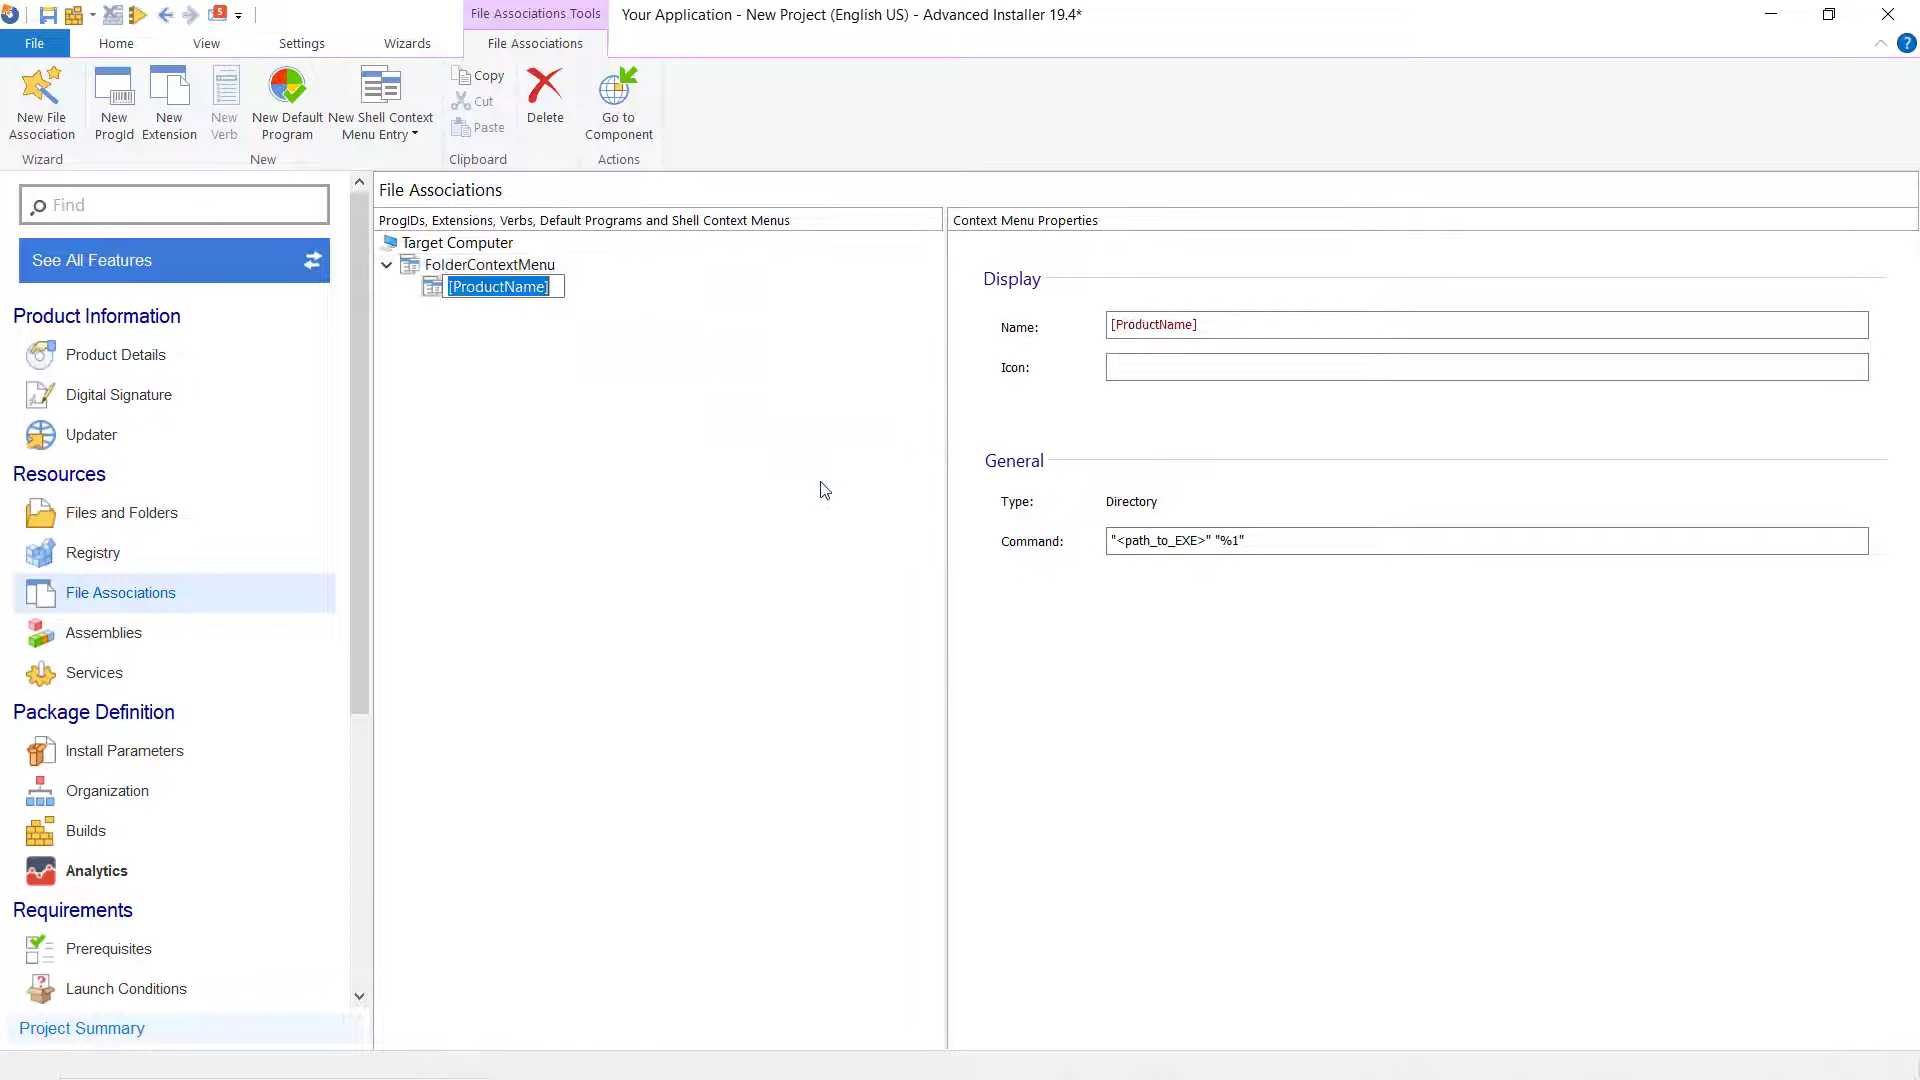 5
File Associations Tools
Your Application - New Project (English US) - Advanced Installer 19.4*
File
Home
View
Settings
Wizards
File Associations
?
New File Association
New ProgId
New Extension
New Verb
New Default Program
New Shell Context Menu Entry
Copy
Cut
Paste
Delete
Go to Component
Wizard
New
Clipboard
Actions
Find
See All Features
Product Information
Product Details
Digital Signature
Updater
Resources
Files and Folders
Registry
File Associations
Assemblies
Services
Package Definition
Install Parameters
Organization
Builds
Analytics
Requirements
Prerequisites
Launch Conditions
Project Summary
File Associations
ProgIDs, Extensions, Verbs, Default Programs and Shell Context Menus
Target Computer
FolderContextMenu
[ProductName]
Context Menu Properties
Display
Name:
[ProductName]
Icon:
General
Type:
Directory
Command:
"<path_to_EXE>" "%1"